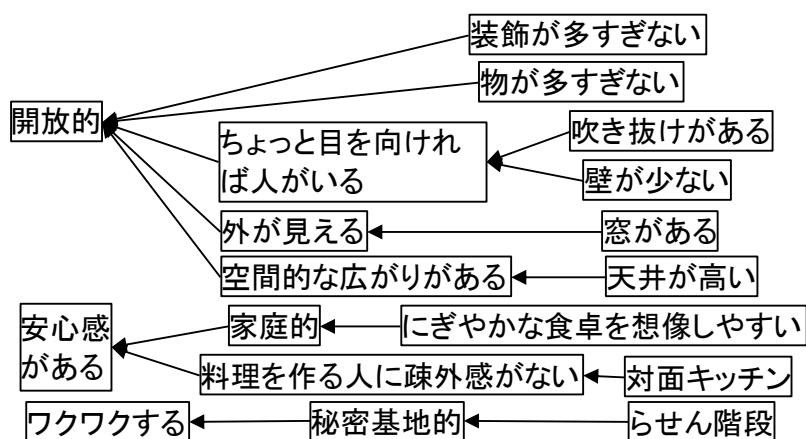 装飾が多すぎない
物が多すぎない
開放的
ちょっと目を向けれ
ば人がいる
吹き抜けがある
壁が少ない
外が見える
窓がある
空間的な広がりがある
天井が高い
安心感
がある
家庭的
にぎやかな食卓を想像しやすい
料理を作る人に疎外感がない
対面キッチン
ワクワクする
秘密基地的
らせん階段